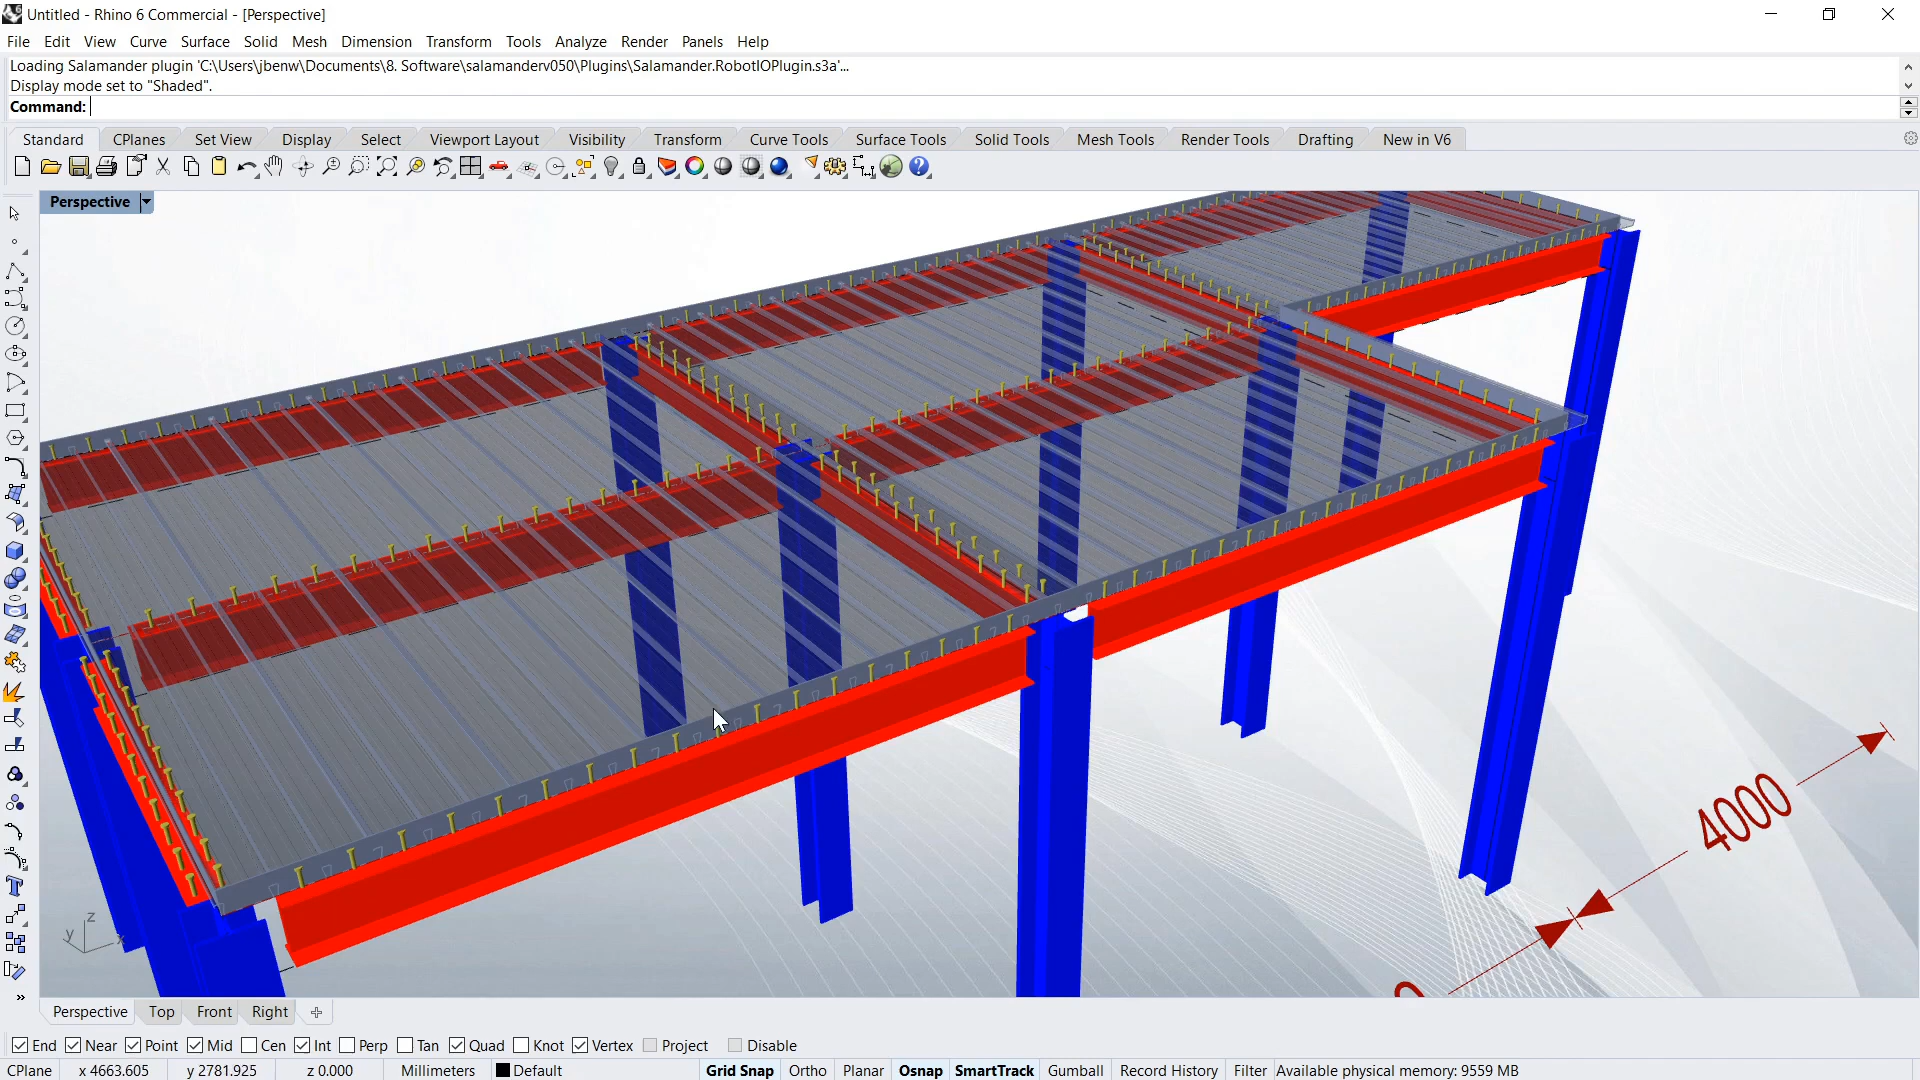 Untitled - Rhino 6 Commercial - [Perspective]
File Edit View Curve Surface Solid Mesh Dimension Transform Tools Analyze Render Panels Help
Loading Salamander plugin 'C:\Users\jbenw\Documents\8. Software\salamanderv050\Plugins\Salamander.RobotIOPlugin.s3a'...
Display mode set to "Shaded".
Command:
Standard CPlanes Set View Display Select Viewport Layout Visibility Transform Curve Tools Surface Tools Solid Tools Mesh Tools Render Tools Drafting New in V6
Perspective
4000
0
z
y x
Perspective Top Front Right
End Near Point Mid Cen Int Perp Tan Quad Knot Vertex Project Disable
CPlane x 4663.605 y 2781.925 z 0.000 Millimeters Default Grid Snap Ortho Planar Osnap SmartTrack Gumball Record History Filter Available physical memory: 9559 MB